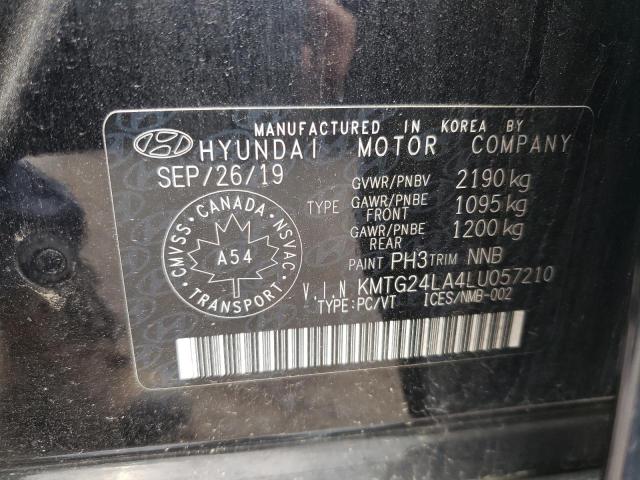 MANUFACTURED IN KOREA BY
HYUNDAI MOTOR COMPANY
SEP/26/19
GVWR/PNBV 2190 kg
TYPE GAWR/PNBE FRONT 1095 kg
GAWR/PNBE REAR 1200 kg
PAINT PH3 TRIM NNB
V.I.N KMTG24LA4LU057210
TYPE:PC/VT ICES/NMB-002
CMVSS · CANADA · NSVAC
A54
TRANSPORT